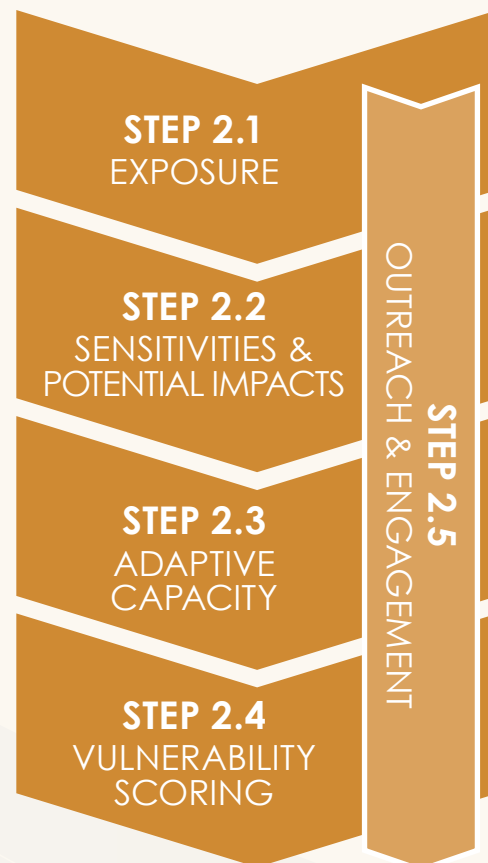 STEP 2.1
EXPOSURE
STEP 2.2
SENSITIVITIES &
POTENTIAL IMPACTS
STEP 2.3
ADAPTIVE
CAPACITY
STEP 2.4
VULNERABILITY
SCORING
STEP 2.5
OUTREACH & ENGAGEMENT